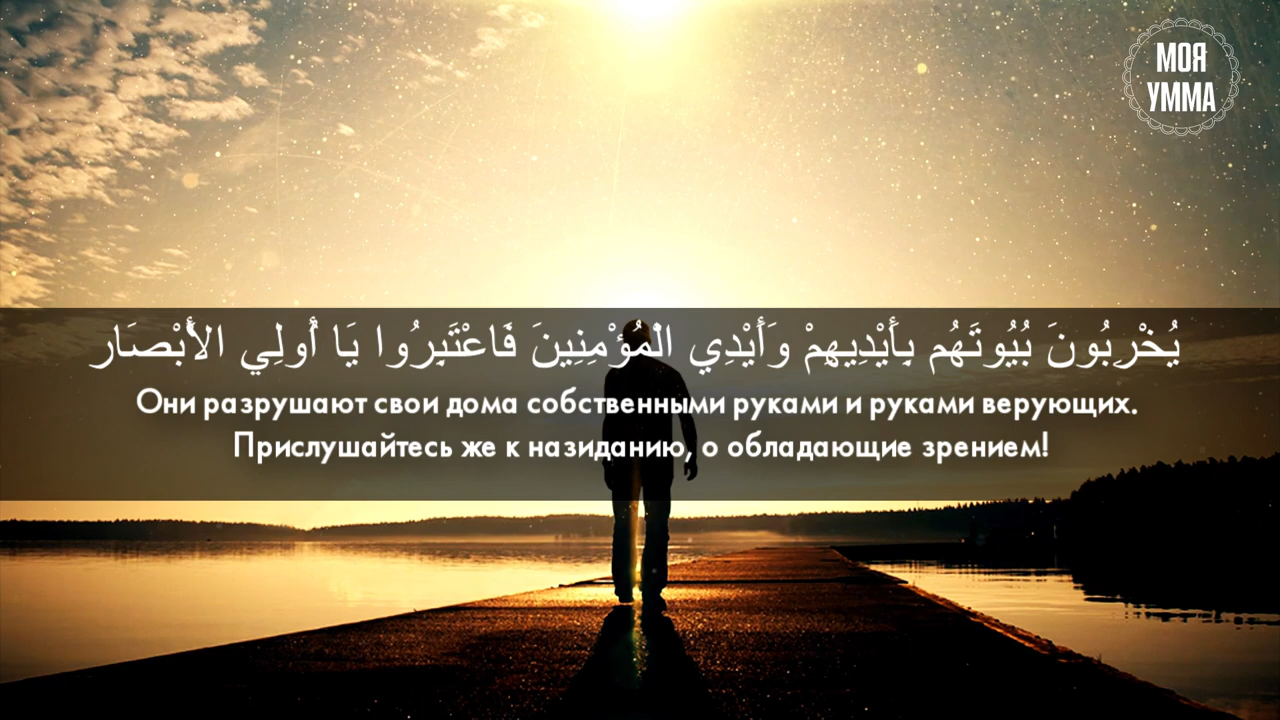 МОЯ
УММА
يُخْرِبُونَ بُيُوتَهُم بِأَيْدِيهِمْ وَأَيْدِي الْمُؤْمِنِينَ فَاعْتَبِرُوا يَا أُولِي الأَبْصَار
Они разрушают свои дома собственными руками и руками верующих.
Прислушайтесь же к назиданию, о обладающие зрением!